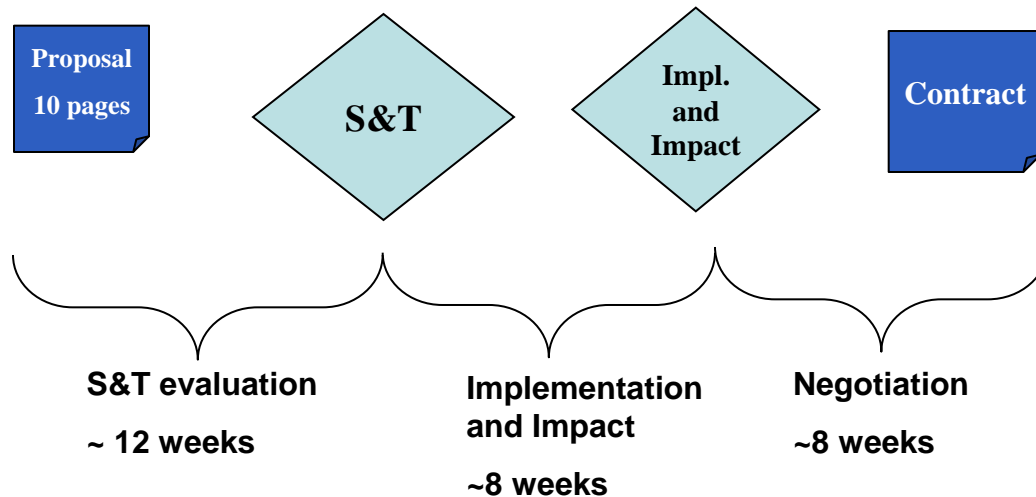 Proposal
10 pages
S&T
Impl.
and
Impact
Contract
S&T evaluation
~ 12 weeks
Implementation
and Impact
~8 weeks
Negotiation
~8 weeks